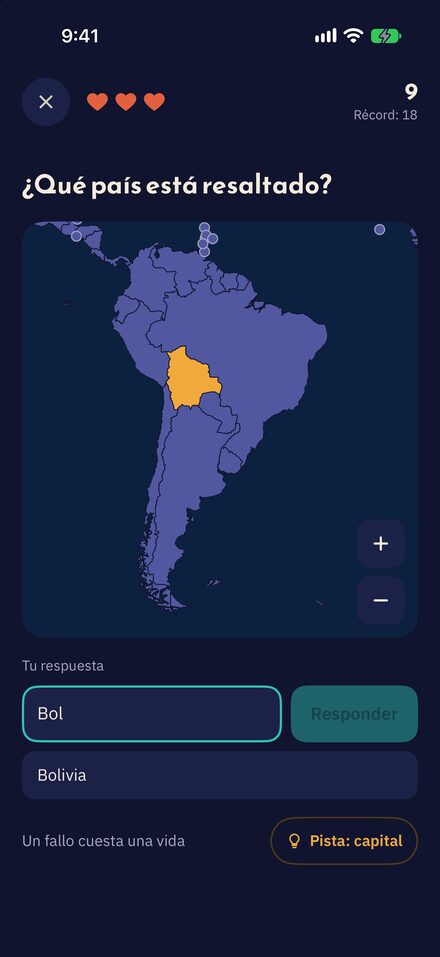 9:41
9
Récord: 18
¿Qué país está resaltado?
+
−
Tu respuesta
Bol
Responder
Bolivia
Un fallo cuesta una vida
Pista: capital